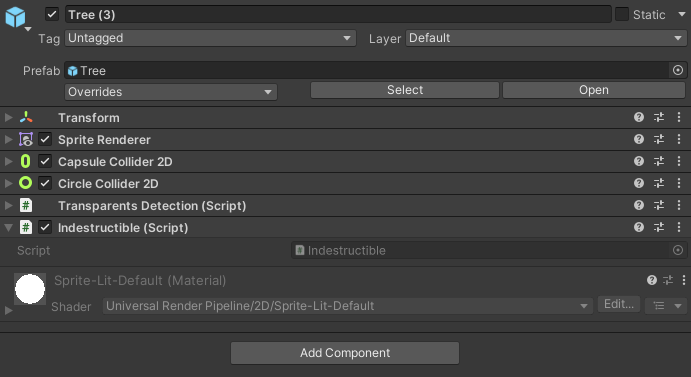 Tree (3) Static
Tag Untagged Layer Default
Prefab Tree
Overrides Select Open
Transform
Sprite Renderer
Capsule Collider 2D
Circle Collider 2D
# Transparents Detection (Script)
# Indestructible (Script)
Script # Indestructible
Sprite-Lit-Default (Material)
Shader Universal Render Pipeline/2D/Sprite-Lit-Default Edit...
Add Component